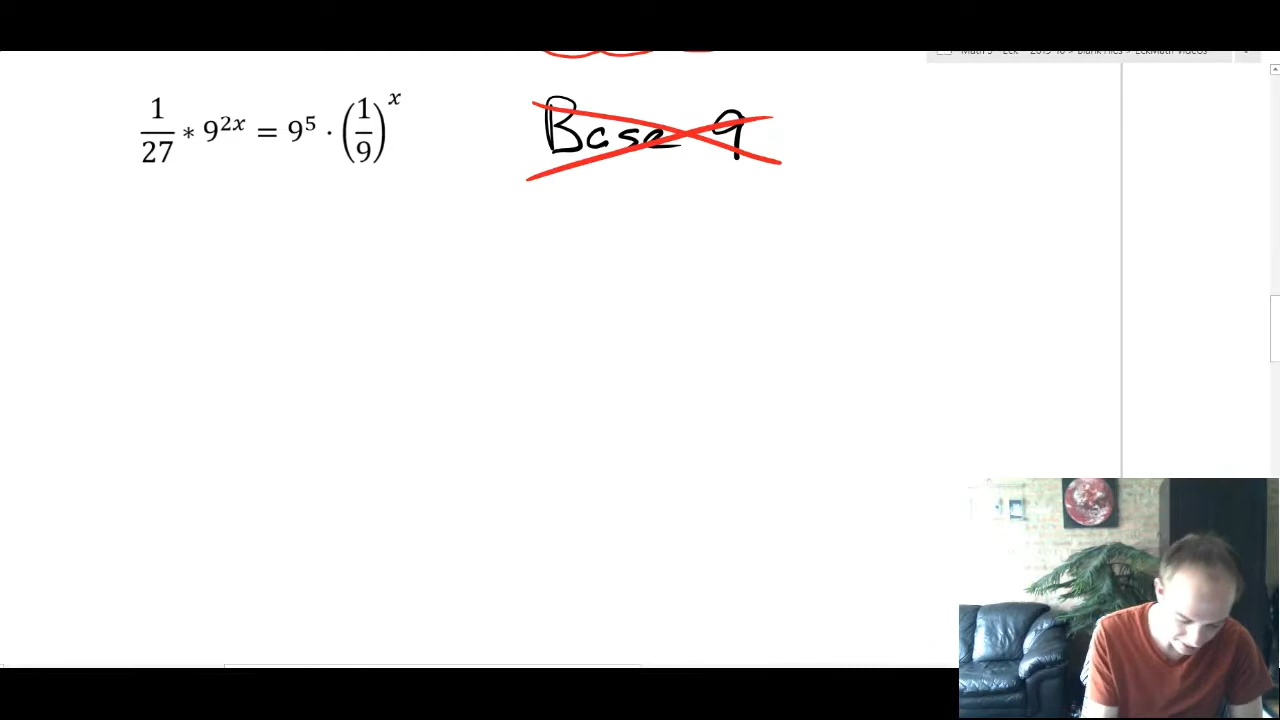 1/27 * 9^{2x} = 9^5 · (1/9)^x
Base 9